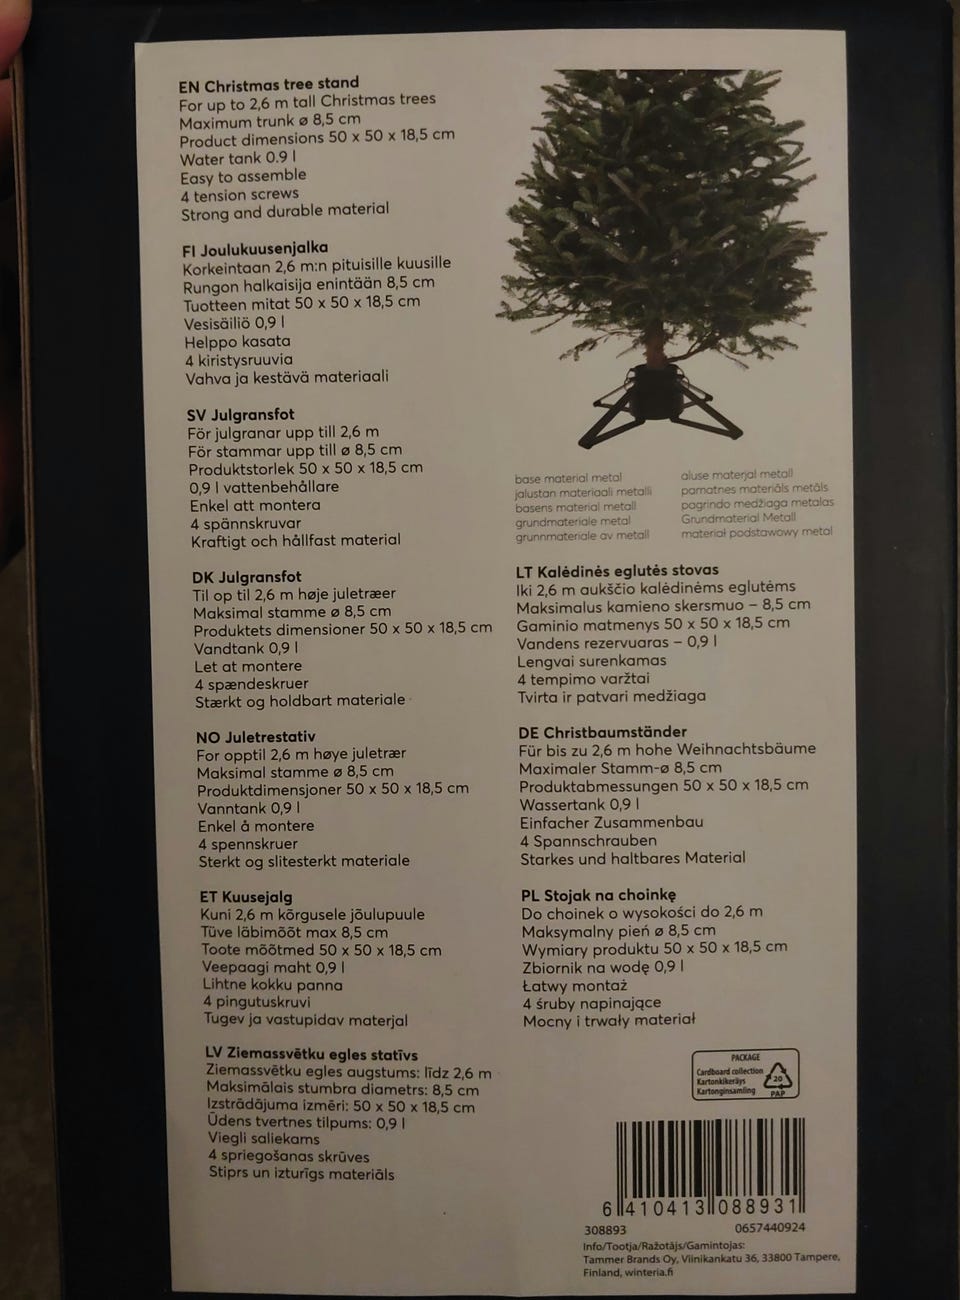 EN Christmas tree stand
For up to 2,6 m tall Christmas trees
Maximum trunk ø 8,5 cm
Product dimensions 50 x 50 x 18,5 cm
Water tank 0.9 l
Easy to assemble
4 tension screws
Strong and durable material
FI Joulukuusenjalka
Korkeintaan 2,6 m:n pituisille kuusille
Rungon halkaisija enintään 8,5 cm
Tuotteen mitat 50 x 50 x 18,5 cm
Vesisäiliö 0,9 l
Helppo kasata
4 kiristysruuvia
Vahva ja kestävä materiaali
SV Julgransfot
För julgranar upp till 2,6 m
För stammar upp till ø 8,5 cm
Produktstorlek 50 x 50 x 18,5 cm
0,9 l vattenbehållare
Enkel att montera
4 spännskruvar
Kraftigt och hållfast material
DK Julgransfot
Til op til 2,6 m høje juletræer
Maksimal stamme ø 8,5 cm
Produktets dimensioner 50 x 50 x 18,5 cm
Vandtank 0,9 l
Let at montere
4 spændeskruer
Stærkt og holdbart materiale
NO Juletrestativ
For opptil 2,6 m høye juletrær
Maksimal stamme ø 8,5 cm
Produktdimensjoner 50 x 50 x 18,5 cm
Vanntank 0,9 l
Enkel å montere
4 spennskruer
Sterkt og slitesterkt materiale
ET Kuusejalg
Kuni 2,6 m kõrgusele jõulupuule
Tüve läbimõõt max 8,5 cm
Toote mõõtmed 50 x 50 x 18,5 cm
Veepaagi maht 0,9 l
Lihtne kokku panna
4 pingutuskruvi
Tugev ja vastupidav materjal
LV Ziemassvētku egles statīvs
Ziemassvētku egles augstums: līdz 2,6 m
Maksimālais stumbra diametrs: 8,5 cm
Izstrādājuma izmēri: 50 x 50 x 18,5 cm
Ūdens tvertnes tilpums: 0,9 l
Viegli saliekams
4 spriegošanas skrūves
Stiprs un izturīgs materiāls
base material metal
jalustan materiaali metalli
basens material metall
grundmateriale metal
grunnmateriale av metall
aluse materjal metall
pamatnes materiāls metāls
pagrindo medžiaga metalas
Grundmaterial Metall
materiał podstawowy metal
LT Kalėdinės eglutės stovas
Iki 2,6 m aukščio kalėdinėms eglutėms
Maksimalus kamieno skersmuo – 8,5 cm
Gaminio matmenys 50 x 50 x 18,5 cm
Vandens rezervuaras – 0,9 l
Lengvai surenkamas
4 tempimo varžtai
Tvirta ir patvari medžiaga
DE Christbaumständer
Für bis zu 2,6 m hohe Weihnachtsbäume
Maximaler Stamm-ø 8,5 cm
Produktabmessungen 50 x 50 x 18,5 cm
Wassertank 0,9 l
Einfacher Zusammenbau
4 Spannschrauben
Starkes und haltbares Material
PL Stojak na choinkę
Do choinek o wysokości do 2,6 m
Maksymalny pień ø 8,5 cm
Wymiary produktu 50 x 50 x 18,5 cm
Zbiornik na wodę 0,9 l
Łatwy montaż
4 śruby napinające
Mocny i trwały materiał
PACKAGE
Cardboard collection
Kartonkikeräys
Kartonginsamling
20
PAP
6 410413 088931
308893 0657440924
Info/Tootja/Ražotājs/Gamintojas:
Tammer Brands Oy, Viinikankatu 36, 33800 Tampere,
Finland, winteria.fi